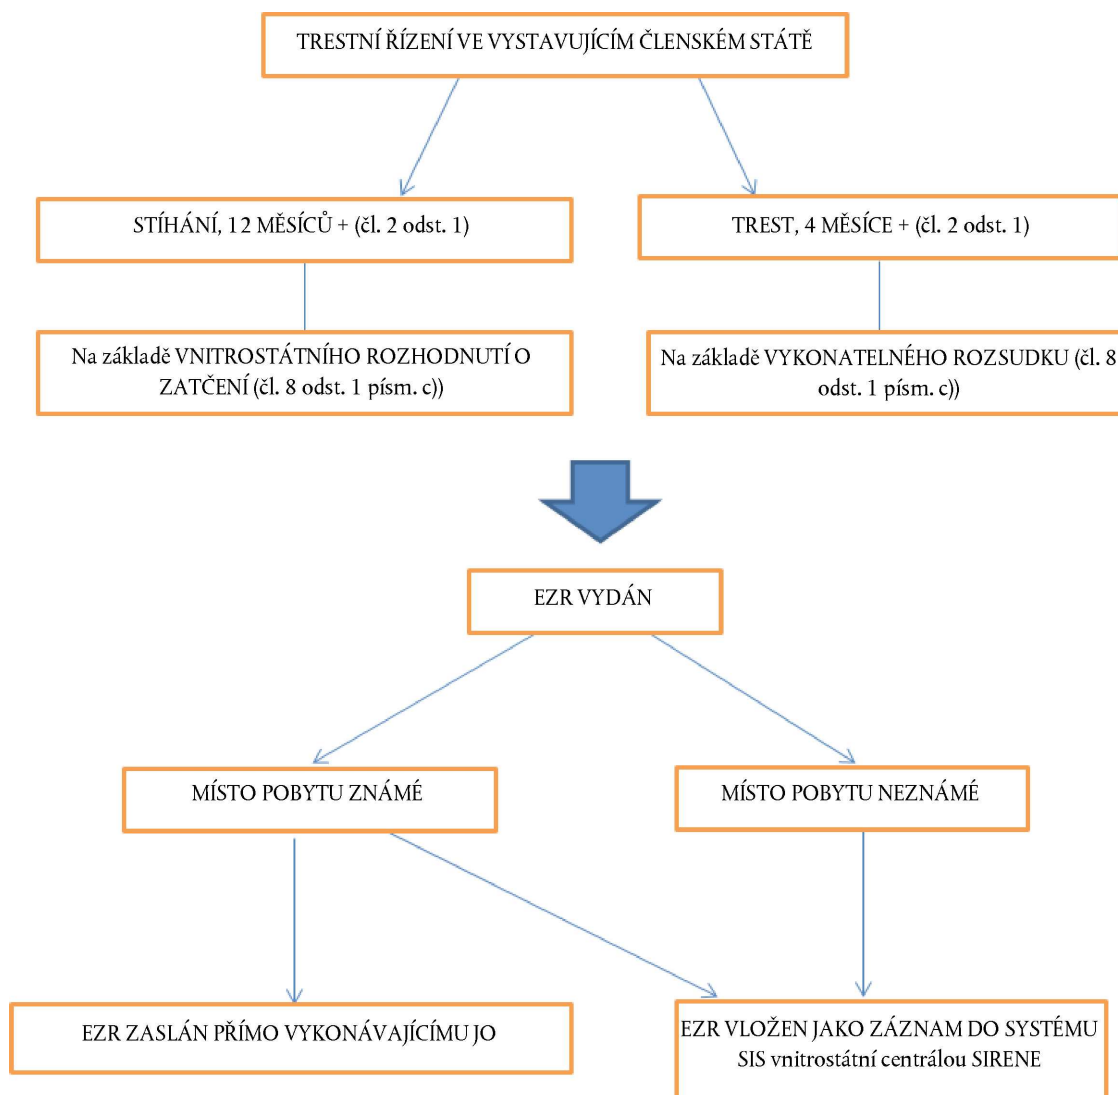 TRESTNÍ ŘÍZENÍ VE VYSTAVUJÍCÍM ČLENSKÉM STÁTĚ
STÍHÁNÍ, 12 MĚSÍCŮ + (čl. 2 odst. 1)
TREST, 4 MĚSÍCE + (čl. 2 odst. 1)
Na základě VNITROSTÁTNÍHO ROZHODNUTÍ O
ZATČENÍ (čl. 8 odst. 1 písm. c))
Na základě VYKONATELNÉHO ROZSUDKU (čl. 8
odst. 1 písm. c))
EZR VYDÁN
MÍSTO POBYTU ZNÁMÉ
MÍSTO POBYTU NEZNÁMÉ
EZR ZASLÁN PŘÍMO VYKONÁVAJÍCÍMU JO
EZR VLOŽEN JAKO ZÁZNAM DO SYSTÉMU
SIS vnitrostátní centrálou SIRENE